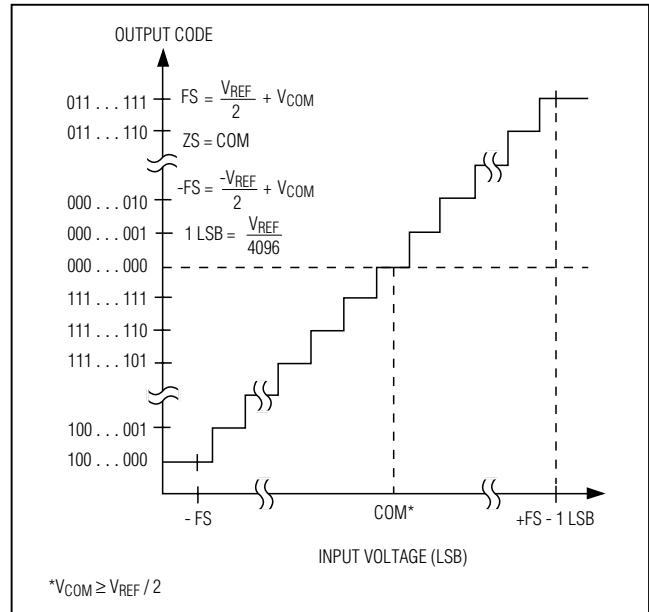 OUTPUT CODE
011 . . . 111
FS = VREF / 2 + VCOM
011 . . . 110
ZS = COM
-FS = -VREF / 2 + VCOM
000 . . . 010
000 . . . 001
1 LSB = VREF / 4096
000 . . . 000
111 . . . 111
111 . . . 110
111 . . . 101
100 . . . 001
100 . . . 000
- FS
COM*
+FS - 1 LSB
INPUT VOLTAGE (LSB)
*VCOM ≥ VREF / 2